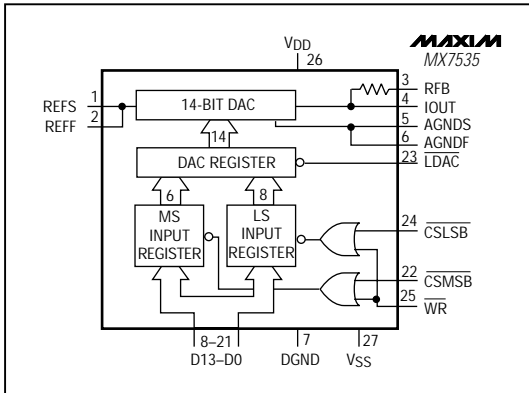 MAXIM
MX7535
VDD
26
REFS 1
REFF 2
14-BIT DAC
3 RFB
4 IOUT
5 AGNDS
6 AGNDF
14
DAC REGISTER
23 LDAC
6
8
MS
INPUT
REGISTER
LS
INPUT
REGISTER
24 CSLSB
22 CSMSB
25 WR
8–21
D13–D0
7
DGND
27
VSS